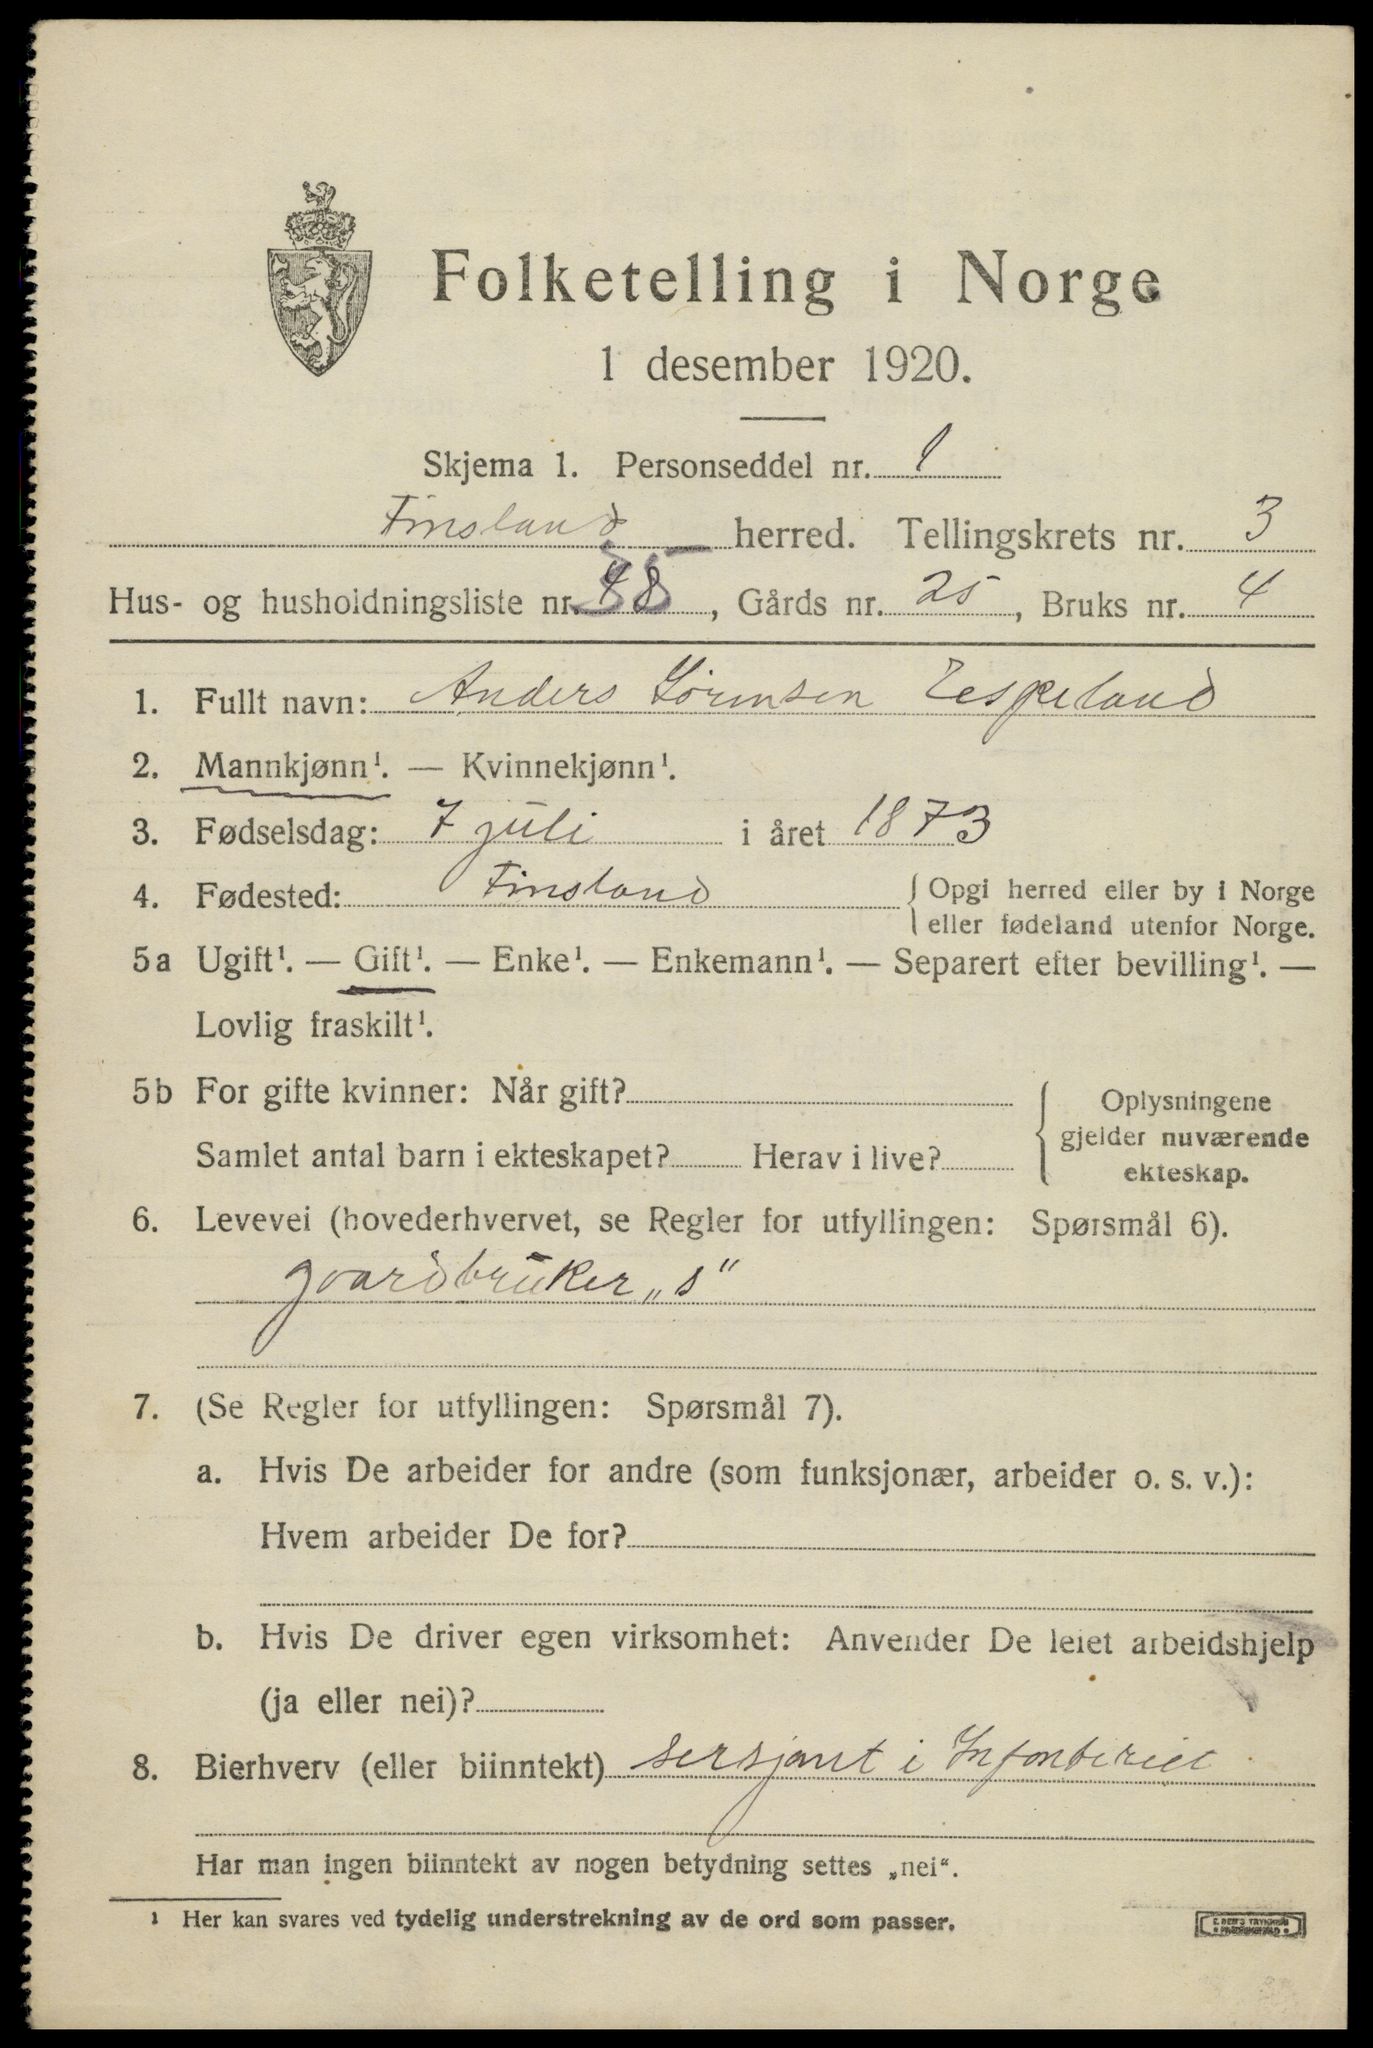 Folketelling i Norge
1 desember 1920.
Skjema 1. Personseddel nr. 1
Finsland herred. Tellingskrets nr. 3
Hus- og husholdningsliste nr. , Gårds nr. 25, Bruks nr. 4
1. Fullt navn: Anders Sørensen Eespeland
2. Mannkjønn¹. — Kvinnekjønn¹.
3. Fødselsdag: 7 juli i året 1873
4. Fødested: Finsland { Opgi herred eller by i Norge
eller fødeland utenfor Norge.
5a Ugift¹. — Gift¹. — Enke¹. — Enkemann¹. — Separert efter bevilling¹. —
Lovlig fraskilt¹.
5b For gifte kvinner: Når gift?
Samlet antal barn i ekteskapet? Herav i live?
Oplysningene
gjelder nuværende
ekteskap.
6. Levevei (hovederhvervet, se Regler for utfyllingen: Spørsmål 6).
gaardbruker „s“
7. (Se Regler for utfyllingen: Spørsmål 7).
a. Hvis De arbeider for andre (som funksjonær, arbeider o. s. v.):
Hvem arbeider De for?
b. Hvis De driver egen virksomhet: Anvender De leiet arbeidshjelp
(ja eller nei)?
8. Bierhverv (eller biinntekt) sersjant i Infanteriet
Har man ingen biinntekt av nogen betydning settes „nei“.
¹ Her kan svares ved tydelig understrekning av de ord som passer.